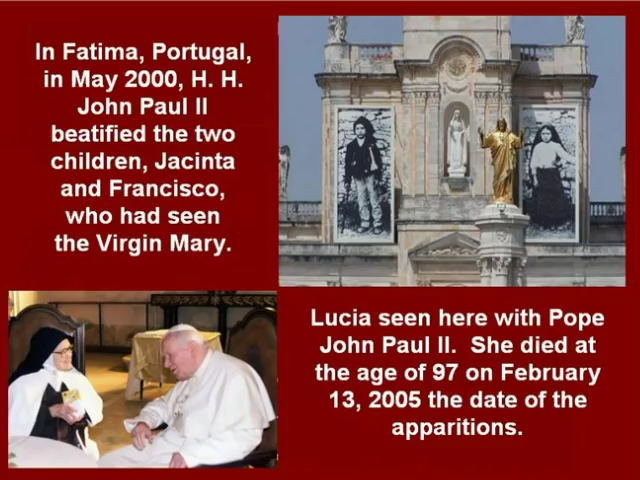 In Fatima, Portugal,
in May 2000, H. H.
John Paul II
beatified the two
children, Jacinta
and Francisco,
who had seen
the Virgin Mary.
Lucia seen here with Pope
John Paul II.  She died at
the age of 97 on February
13, 2005 the date of the
apparitions.